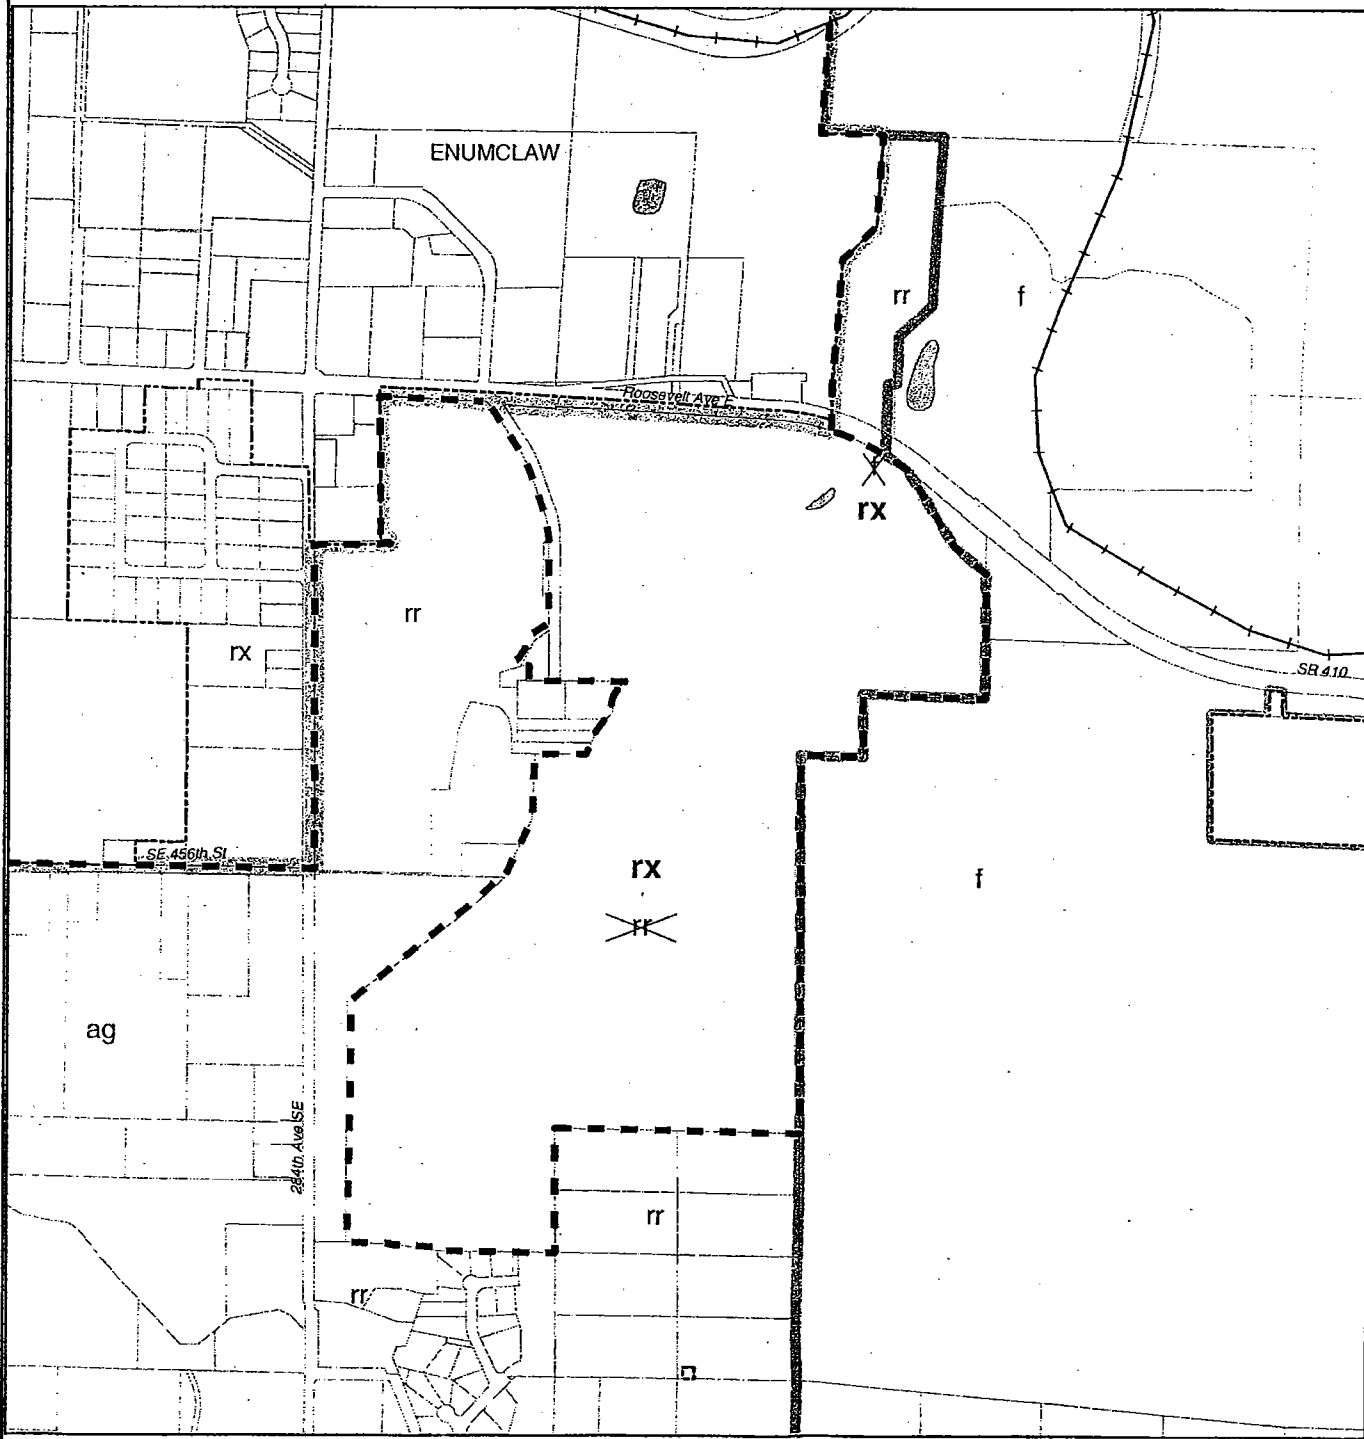 ENUMCLAW
rr
f
Roosevelt Ave E
rx
rr
rx
SR 410
SE 456th St
rx
f
rr
ag
284th Ave SE
rr
rr